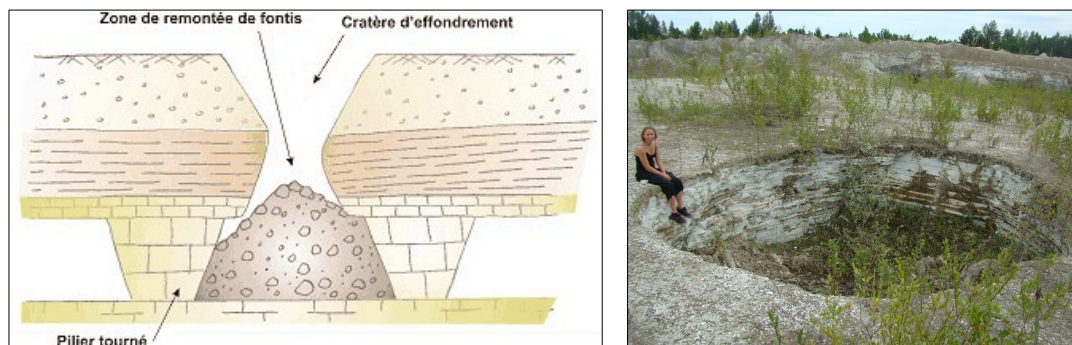 Zone de remontée de fontis
Cratère d'effondrement
Pilier tourné